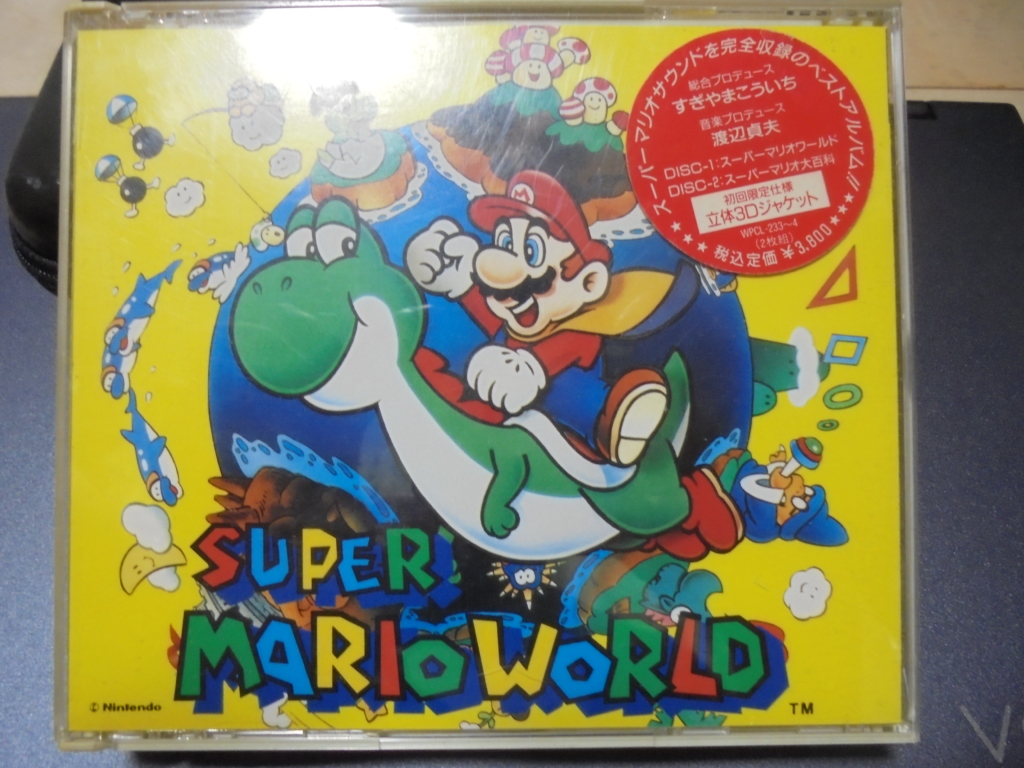 スーパーマリオサウンドを完全収録のベストアルバム!!
総合プロデュース
すぎやまこういち
音楽プロデュース
渡辺貞夫
DISC-1:スーパーマリオワールド
DISC-2:スーパーマリオ大百科
初回限定仕様
立体3Dジャケット
WPCL-233~4
(2枚組)
★★★税込定価¥3,800★★★
M
SUPER
MARIO WORLD
TM
© Nintendo